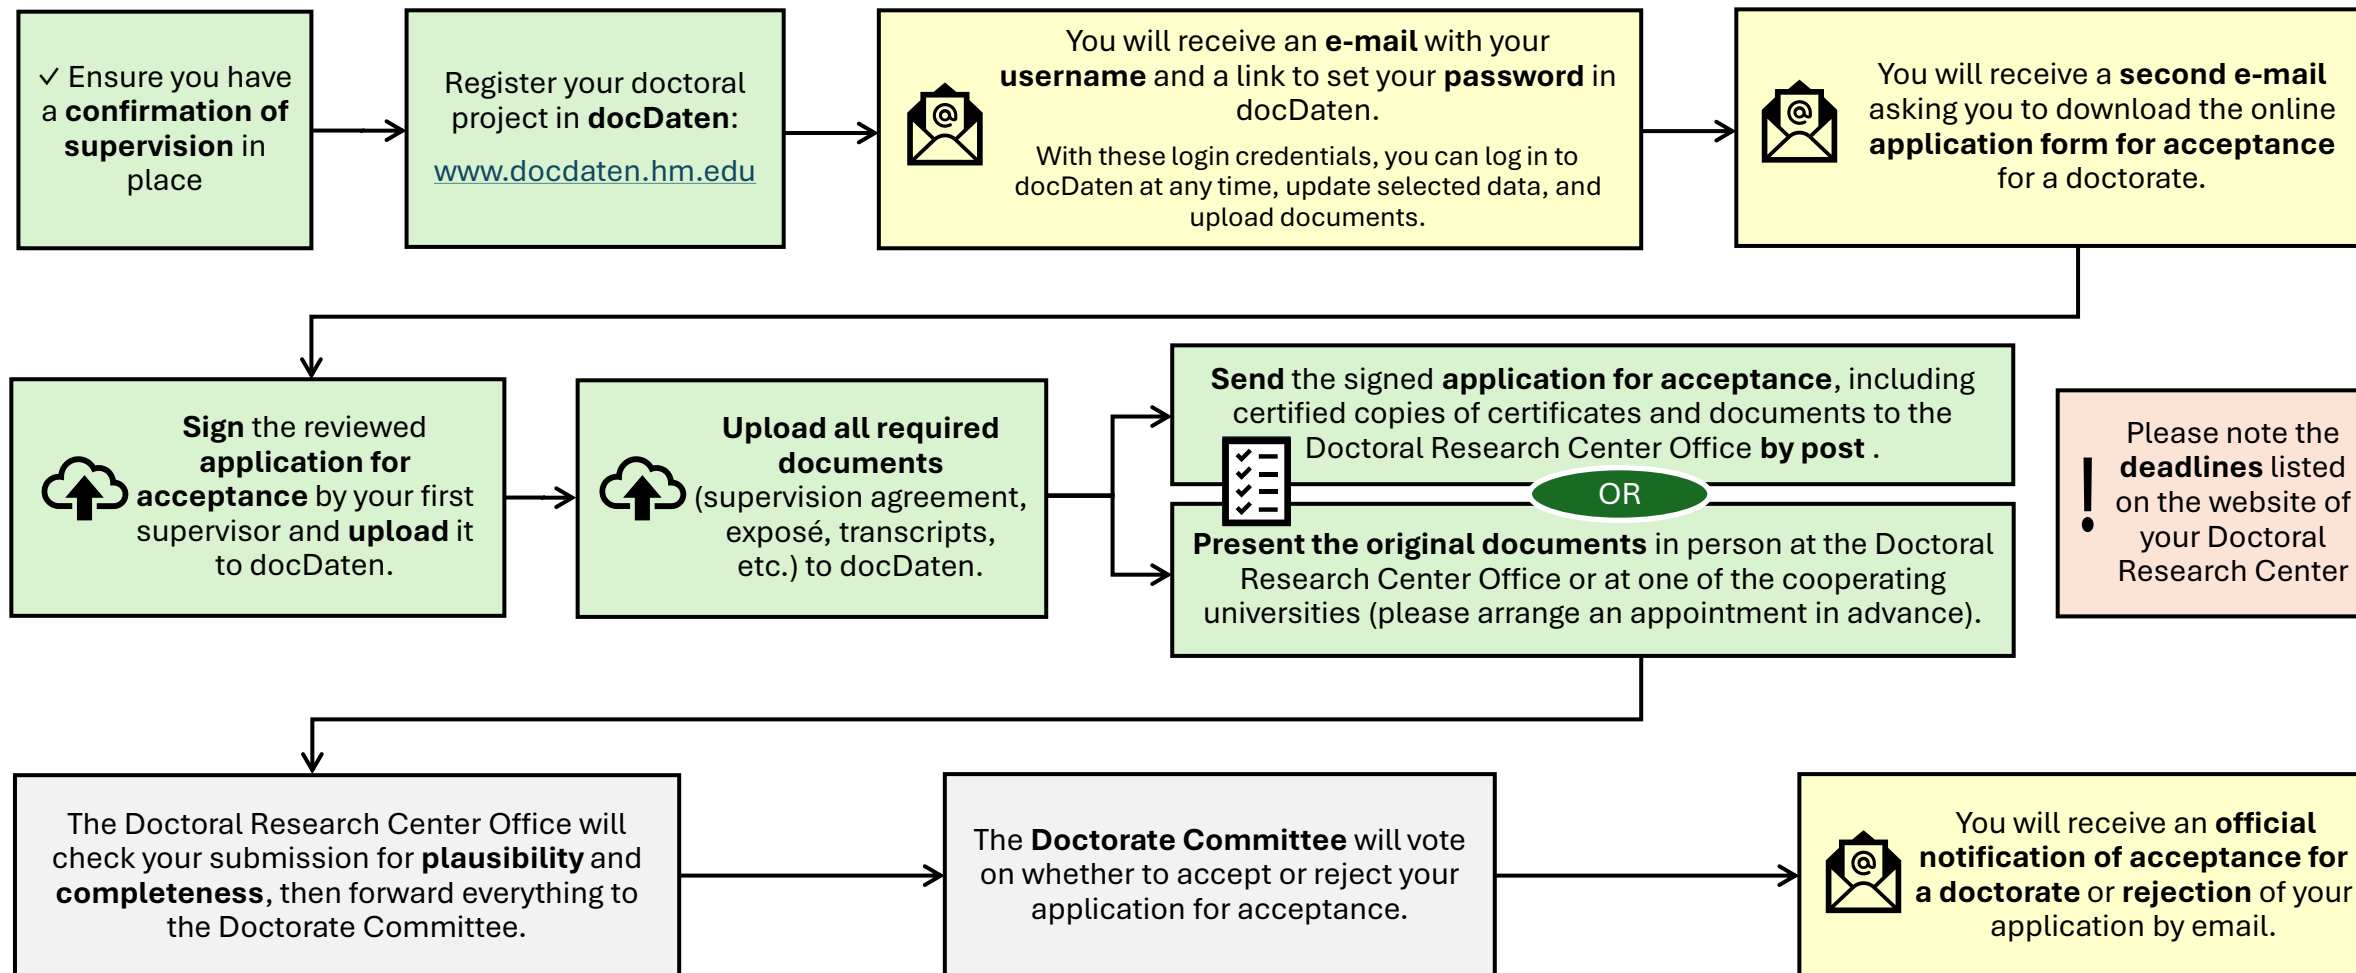 ✓ Ensure you have
a confirmation of
supervision in
place
Register your doctoral
project in docDaten:
www.docdaten.hm.edu
You will receive an e-mail with your
username and a link to set your password in
docDaten.
With these login credentials, you can log in to
docDaten at any time, update selected data, and
upload documents.
You will receive a second e-mail
asking you to download the online
application form for acceptance
for a doctorate.
Sign the reviewed
application for
acceptance by your first
supervisor and upload it
to docDaten.
Upload all required
documents
(supervision agreement,
exposé, transcripts,
etc.) to docDaten.
Send the signed application for acceptance, including
certified copies of certificates and documents to the
Doctoral Research Center Office by post .
OR
Present the original documents in person at the Doctoral
Research Center Office or at one of the cooperating
universities (please arrange an appointment in advance).
!
Please note the
deadlines listed
on the website of
your Doctoral
Research Center
The Doctoral Research Center Office will
check your submission for plausibility and
completeness, then forward everything to
the Doctorate Committee.
The Doctorate Committee will vote
on whether to accept or reject your
application for acceptance.
You will receive an official
notification of acceptance for
a doctorate or rejection of your
application by email.